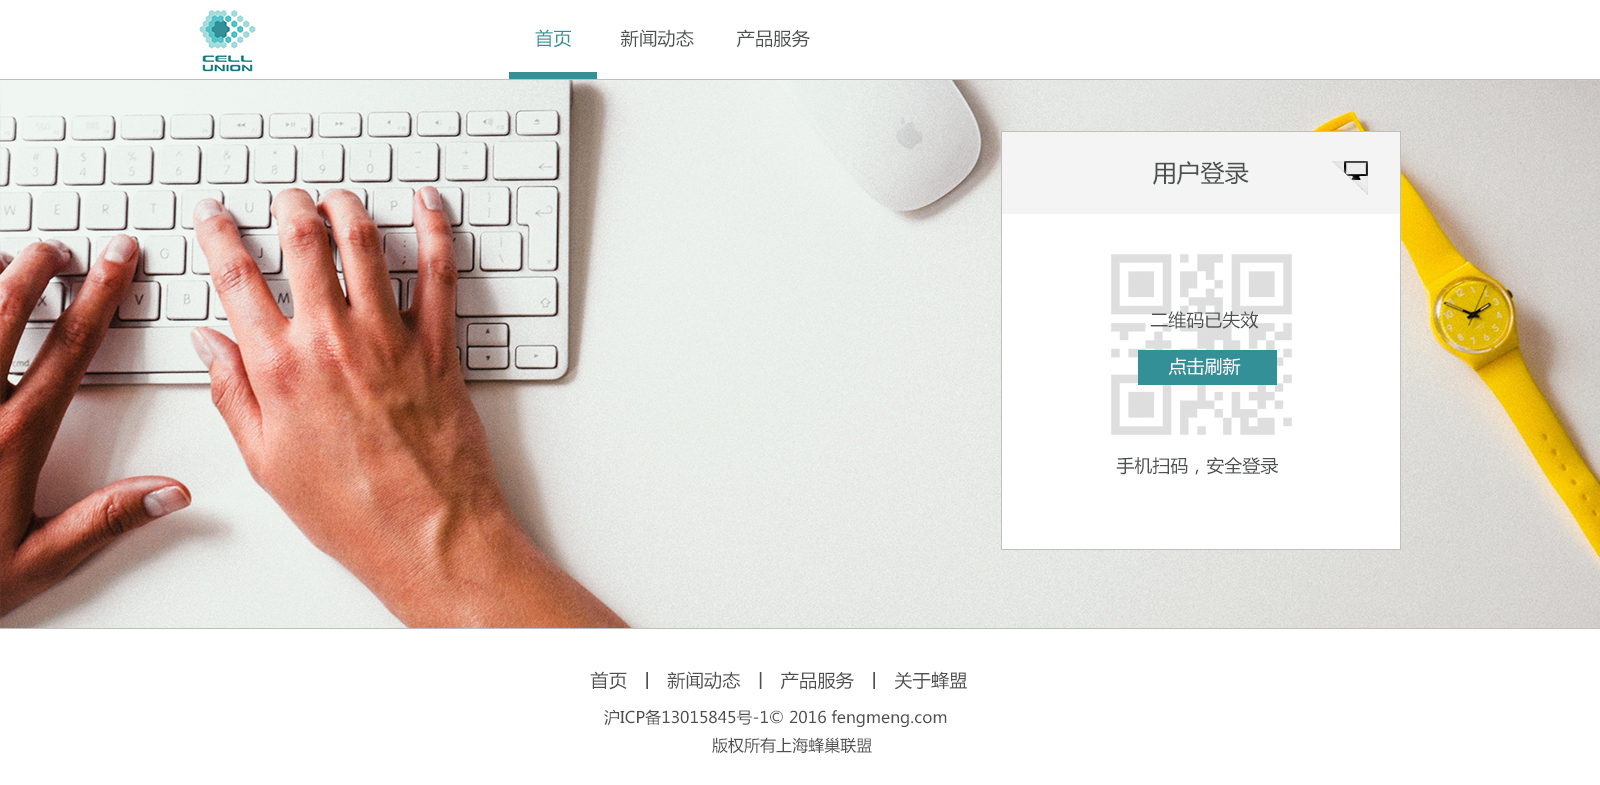 CELL
UNION
首页 新闻动态 产品服务
用户登录
二维码已失效
点击刷新
手机扫码，安全登录
首页 | 新闻动态 | 产品服务 | 关于蜂盟
沪ICP备13015845号-1© 2016 fengmeng.com
版权所有上海蜂巢联盟